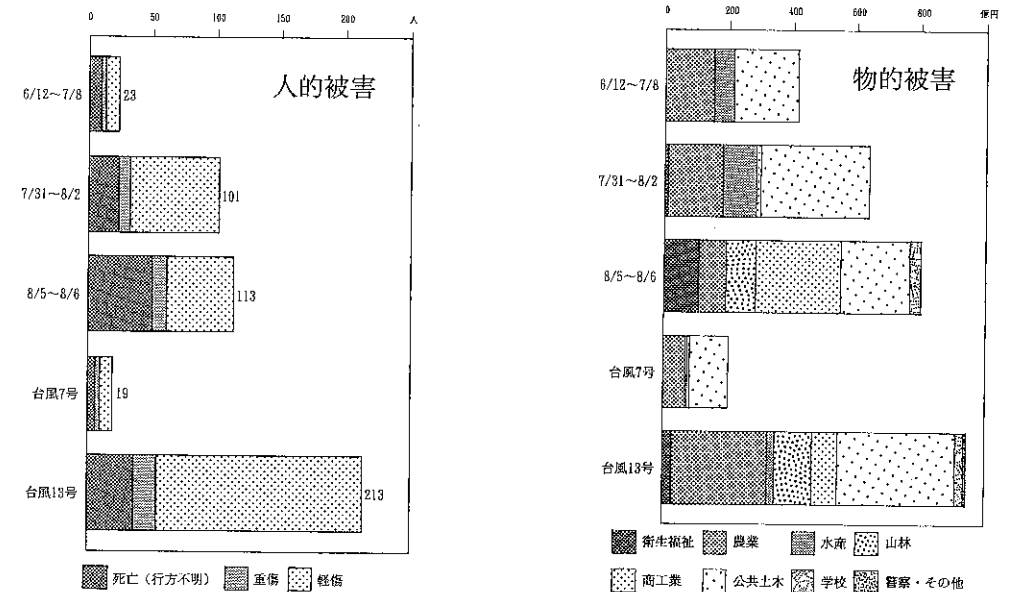 0 50 100 150 200 人
人的被害
6/12～7/8 23
7/31～8/2 101
8/5～8/6 113
台風7号 19
台風13号 213
死亡（行方不明） 重傷 軽傷
0 200 400 600 800 億円
物的被害
6/12～7/8
7/31～8/2
8/5～8/6
台風7号
台風13号
衛生福祉 農業 水産 山林
商工業 公共土木 学校 警察・その他